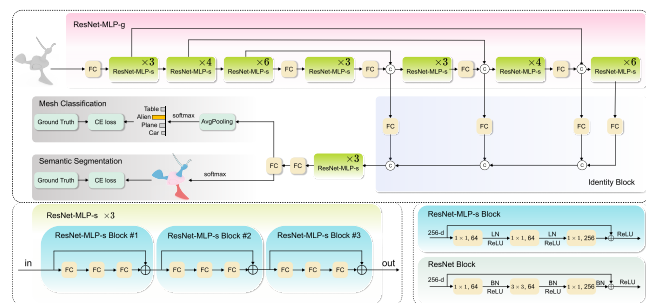 ResNet-MLP-g
FC
×3
ResNet-MLP-s
×4
ResNet-MLP-s
×6
ResNet-MLP-s
FC
FC
×3
ResNet-MLP-s
FC
C
×3
ResNet-MLP-s
FC
C
×4
ResNet-MLP-s
FC
C
×6
ResNet-MLP-s
Mesh Classification
Ground Truth
CE loss
Table
Alien
Plane
Car
softmax
AvgPooling
FC
FC
FC
FC
Semantic Segmentation
Ground Truth
CE loss
softmax
FC
FC
×3
ResNet-MLP-s
C
C
C
Identity Block
ResNet-MLP-s ×3
ResNet-MLP-s Block #1
ResNet-MLP-s Block #2
ResNet-MLP-s Block #3
in
FC
FC
FC
FC
FC
FC
FC
FC
FC
out
ResNet-MLP-s Block
256-d
1×1, 64
LN
ReLU
1×1, 64
LN
ReLU
1×1, 256
ReLU
ResNet Block
256-d
1×1, 64
BN
ReLU
3×3, 64
BN
ReLU
1×1, 256
BN
ReLU